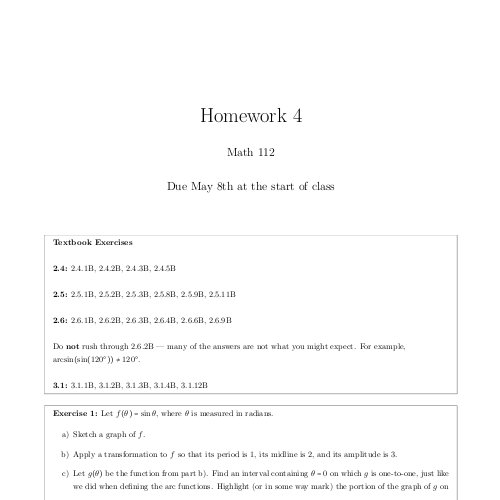 Homework 4
Math 112
Due May 8th at the start of class
Textbook Exercises
2.4: 2.4.1B, 2.4.2B, 2.4.3B, 2.4.5B
2.5: 2.5.1B, 2.5.2B, 2.5.3B, 2.5.8B, 2.5.9B, 2.5.11B
2.6: 2.6.1B, 2.6.2B, 2.6.3B, 2.6.4B, 2.6.6B, 2.6.9B
Do not rush through 2.6.2B — many of the answers are not what you might expect. For example,
arcsin(sin(120°)) ≠ 120°.
3.1: 3.1.1B, 3.1.2B, 3.1.3B, 3.1.4B, 3.1.12B
Exercise 1: Let f(θ) = sin θ, where θ is measured in radians.
a) Sketch a graph of f.
b) Apply a transformation to f so that its period is 1, its midline is 2, and its amplitude is 3.
c) Let g(θ) be the function from part b). Find an interval containing θ = 0 on which g is one-to-one, just like
we did when defining the arc functions. Highlight (or in some way mark) the portion of the graph of g on